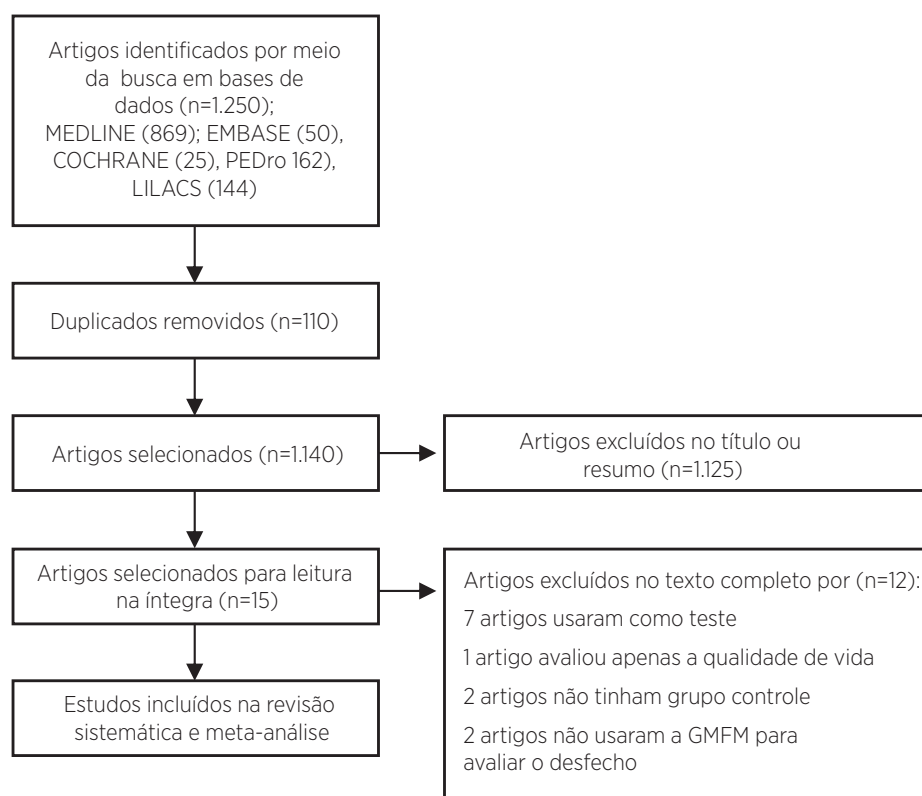 Artigos identificados por meio
da busca em bases de
dados (n=1.250);
MEDLINE (869); EMBASE (50),
COCHRANE (25), PEDro 162),
LILACS (144)
Duplicados removidos (n=110)
Artigos selecionados (n=1.140)
Artigos excluídos no título ou
resumo (n=1.125)
Artigos selecionados para leitura
na íntegra (n=15)
Artigos excluídos no texto completo por (n=12):
7 artigos usaram como teste
1 artigo avaliou apenas a qualidade de vida
2 artigos não tinham grupo controle
2 artigos não usaram a GMFM para
avaliar o desfecho
Estudos incluídos na revisão
sistemática e meta-análise